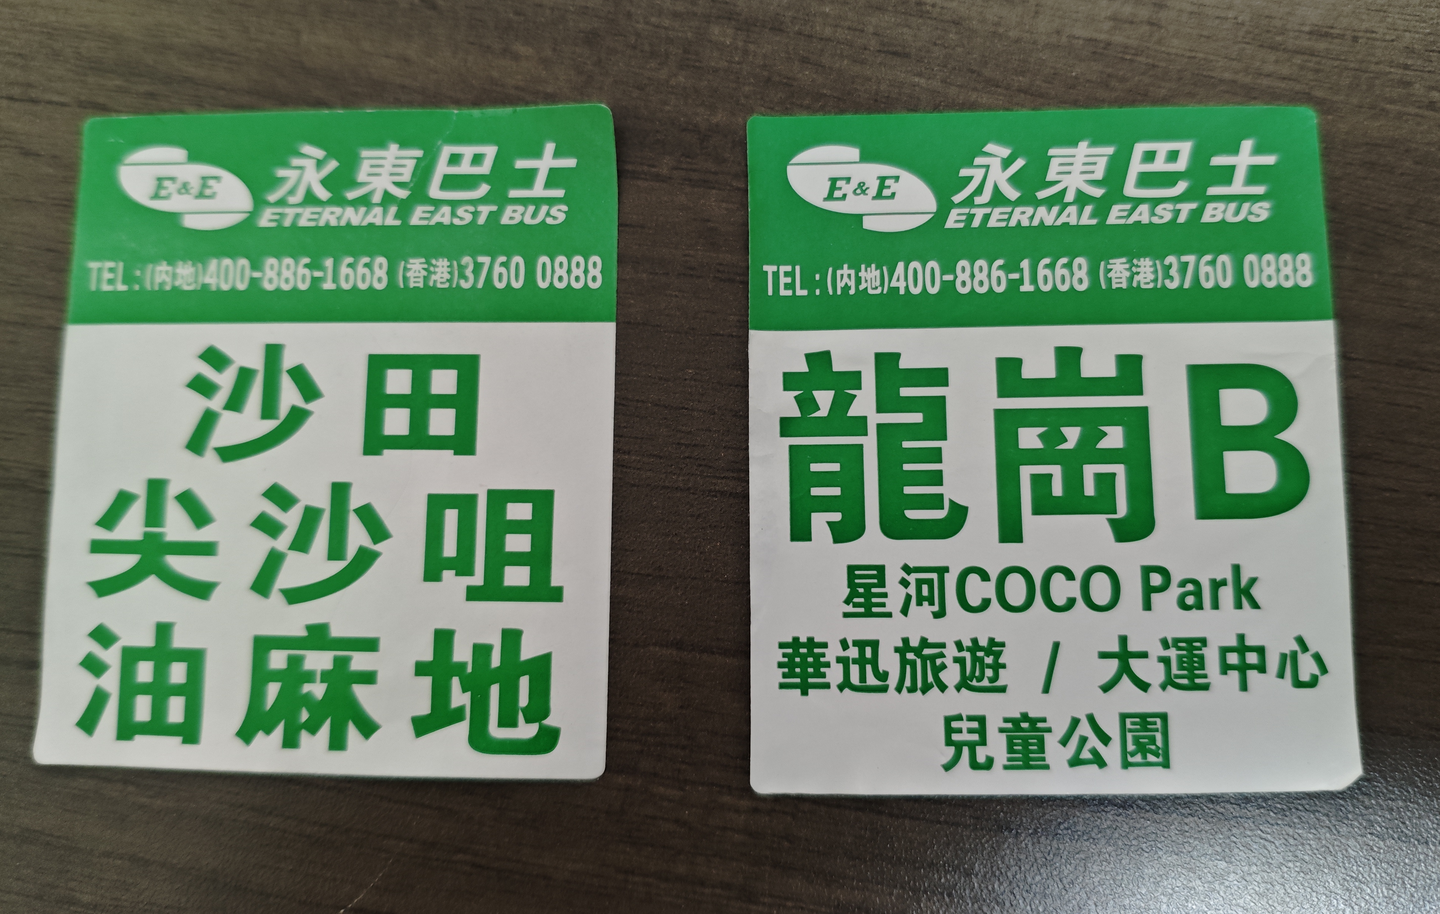 E&E
永東巴士
ETERNAL EAST BUS
TEL:(内地)400-886-1668 (香港)3760 0888
沙田
尖沙咀
油麻地
E&E
永東巴士
ETERNAL EAST BUS
TEL:(内地)400-886-1668 (香港)3760 0888
龍崗B
星河COCO Park
華迅旅遊 / 大運中心
兒童公園